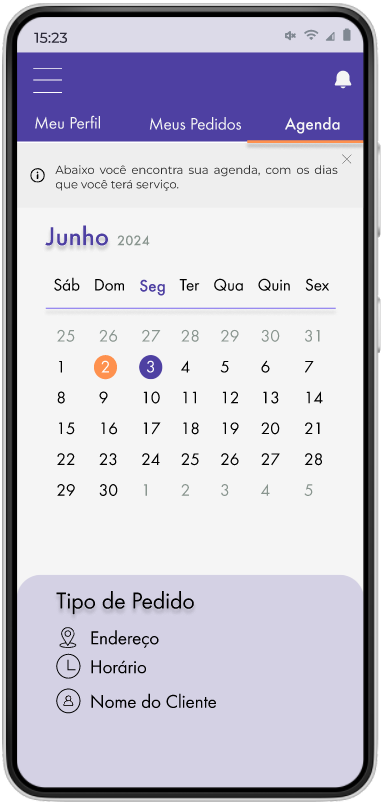 15:23
Meu Perfil Meus Pedidos Agenda
Abaixo você encontra sua agenda, com os dias
que você terá serviço.
Junho 2024
Sáb Dom Seg Ter Qua Quin Sex
25 26 27 28 29 30 31
1 2 3 4 5 6 7
8 9 10 11 12 13 14
15 16 17 18 19 20 21
22 23 24 25 26 27 28
29 30 1 2 3 4 5
Tipo de Pedido
Endereço
Horário
Nome do Cliente